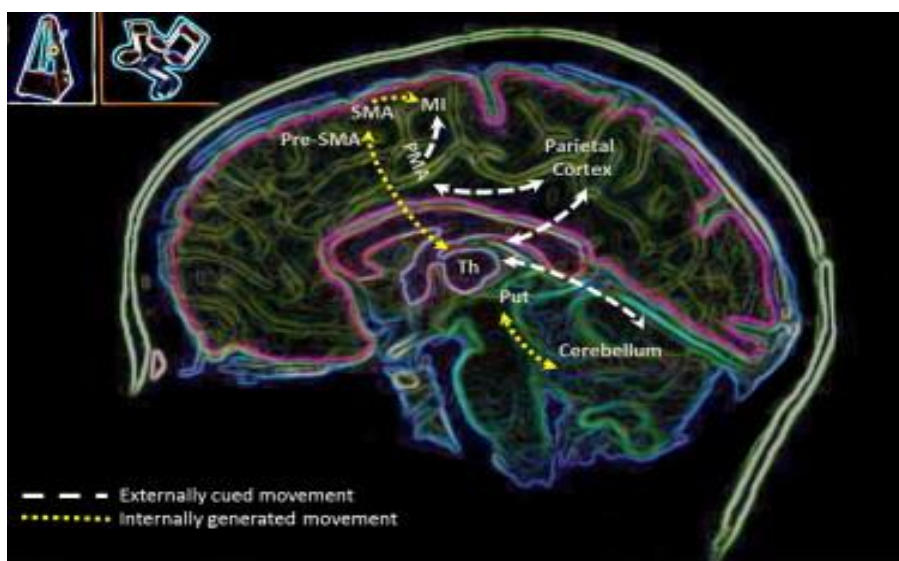 SMA
MI
Pre-SMA
PMA
Parietal
Cortex
Th
Put
Cerebellum
Externally cued movement
Internally generated movement